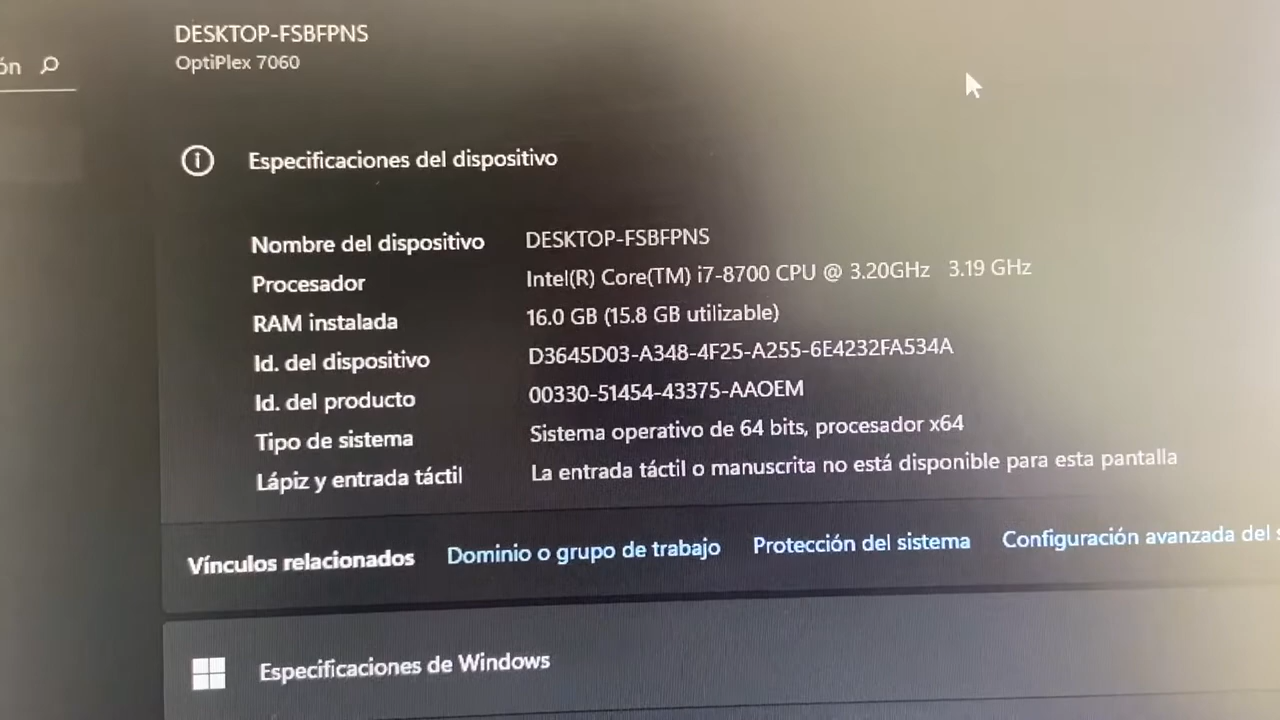 DESKTOP-FSBFPNS
OptiPlex 7060
ón
Especificaciones del dispositivo
Nombre del dispositivo DESKTOP-FSBFPNS
Procesador Intel(R) Core(TM) i7-8700 CPU @ 3.20GHz 3.19 GHz
RAM instalada 16.0 GB (15.8 GB utilizable)
Id. del dispositivo D3645D03-A348-4F25-A255-6E4232FA534A
Id. del producto 00330-51454-43375-AAOEM
Tipo de sistema Sistema operativo de 64 bits, procesador x64
Lápiz y entrada táctil La entrada táctil o manuscrita no está disponible para esta pantalla
Vínculos relacionados Dominio o grupo de trabajo Protección del sistema Configuración avanzada del s
Especificaciones de Windows